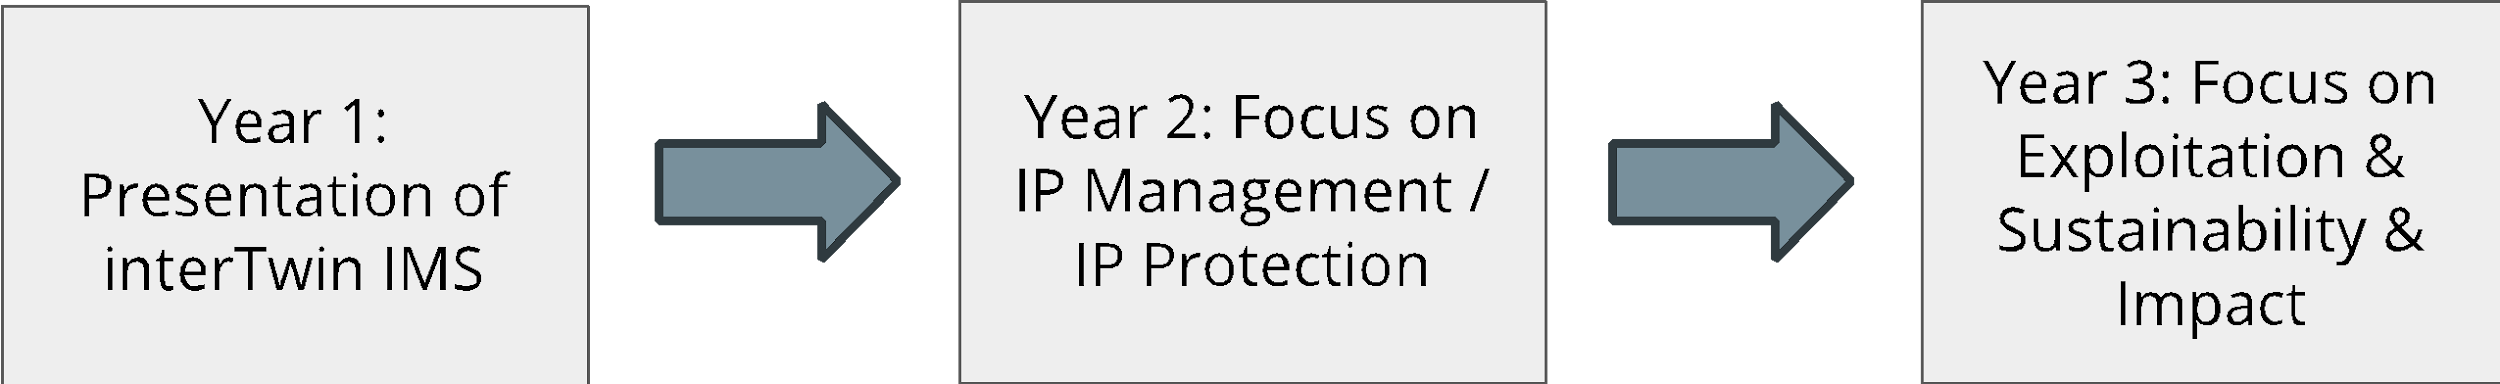 Year 1:
Presentation of
interTwin IMS
Year 2: Focus on
IP Management /
IP Protection
Year 3: Focus on
Exploitation &
Sustainability &
Impact